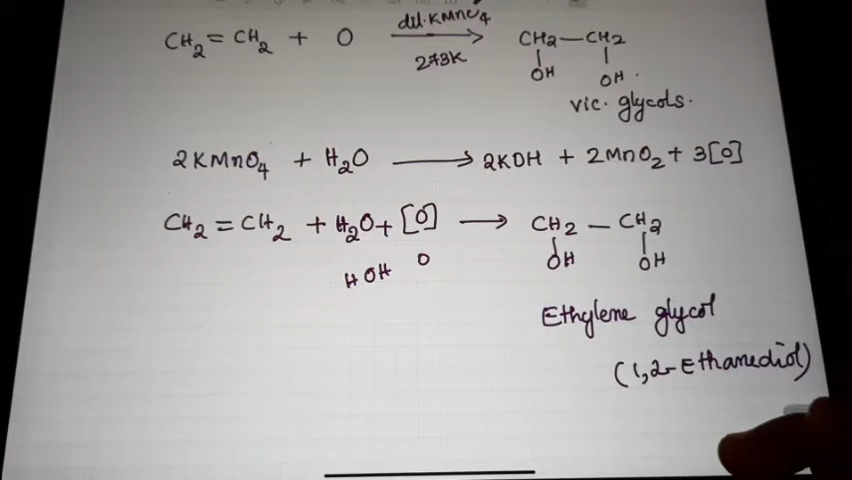 dil. KMnO4
CH2 = CH2 + O ⟶ CH2 — CH2
273K
OH OH.
vic. glycols.
2KMnO4 + H2O ⟶ 2KOH + 2MnO2 + 3[O]
CH2 = CH2 + H2O + [O] ⟶ CH2 — CH2
HOH O OH OH
Ethylene glycol
(1,2-Ethanediol)